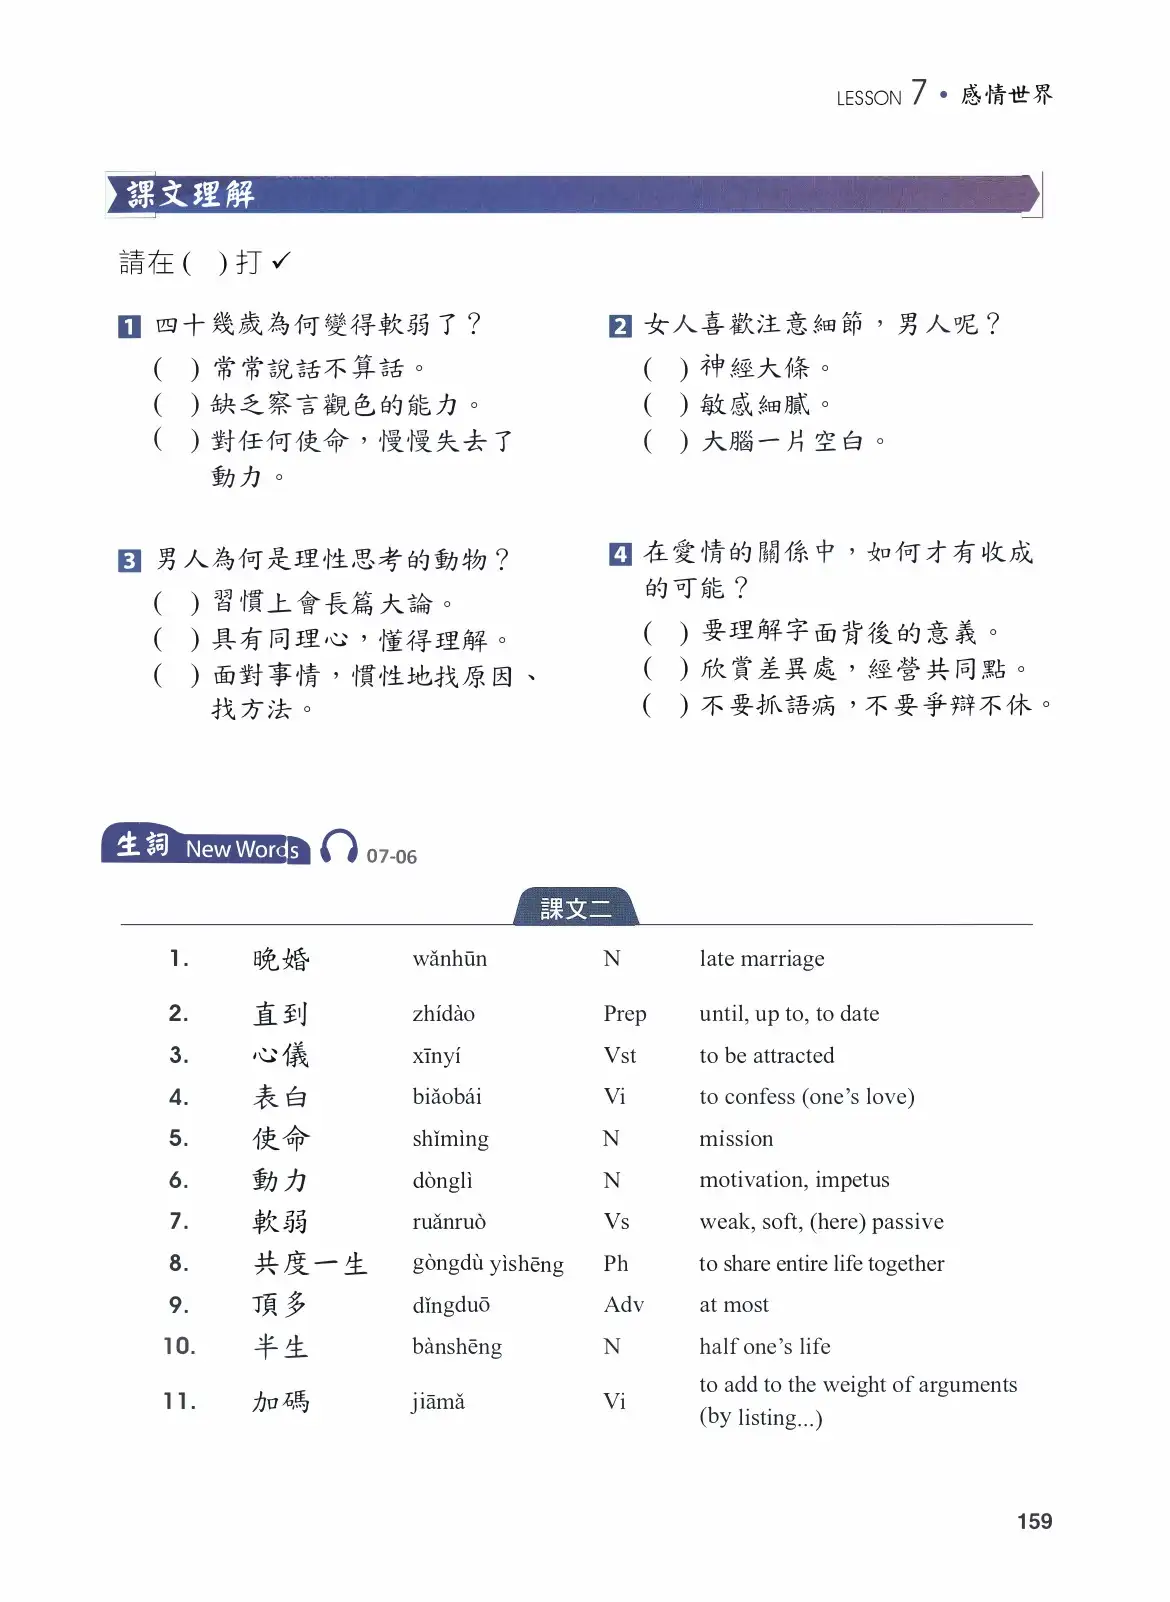 LESSON 7 • 感情世界
課文理解
請在 (　) 打 ✓
1 四十幾歲為何變得軟弱了？
(　) 常常說話不算話。
(　) 缺乏察言觀色的能力。
(　) 對任何使命，慢慢失去了
動力。
2 女人喜歡注意細節，男人呢？
(　) 神經大條。
(　) 敏感細膩。
(　) 大腦一片空白。
3 男人為何是理性思考的動物？
(　) 習慣上會長篇大論。
(　) 具有同理心，懂得理解。
(　) 面對事情，慣性地找原因、
找方法。
4 在愛情的關係中，如何才有收成
的可能？
(　) 要理解字面背後的意義。
(　) 欣賞差異處，經營共同點。
(　) 不要抓語病，不要爭辯不休。
生詞 New Words 07-06
課文二
1. 晚婚 wǎnhūn N late marriage
2. 直到 zhídào Prep until, up to, to date
3. 心儀 xīnyí Vst to be attracted
4. 表白 biǎobái Vi to confess (one’s love)
5. 使命 shǐmìng N mission
6. 動力 dònglì N motivation, impetus
7. 軟弱 ruǎnruò Vs weak, soft, (here) passive
8. 共度一生 gòngdù yìshēng Ph to share entire life together
9. 頂多 dǐngduō Adv at most
10. 半生 bànshēng N half one’s life
11. 加碼 jiāmǎ Vi to add to the weight of arguments
(by listing...)
159